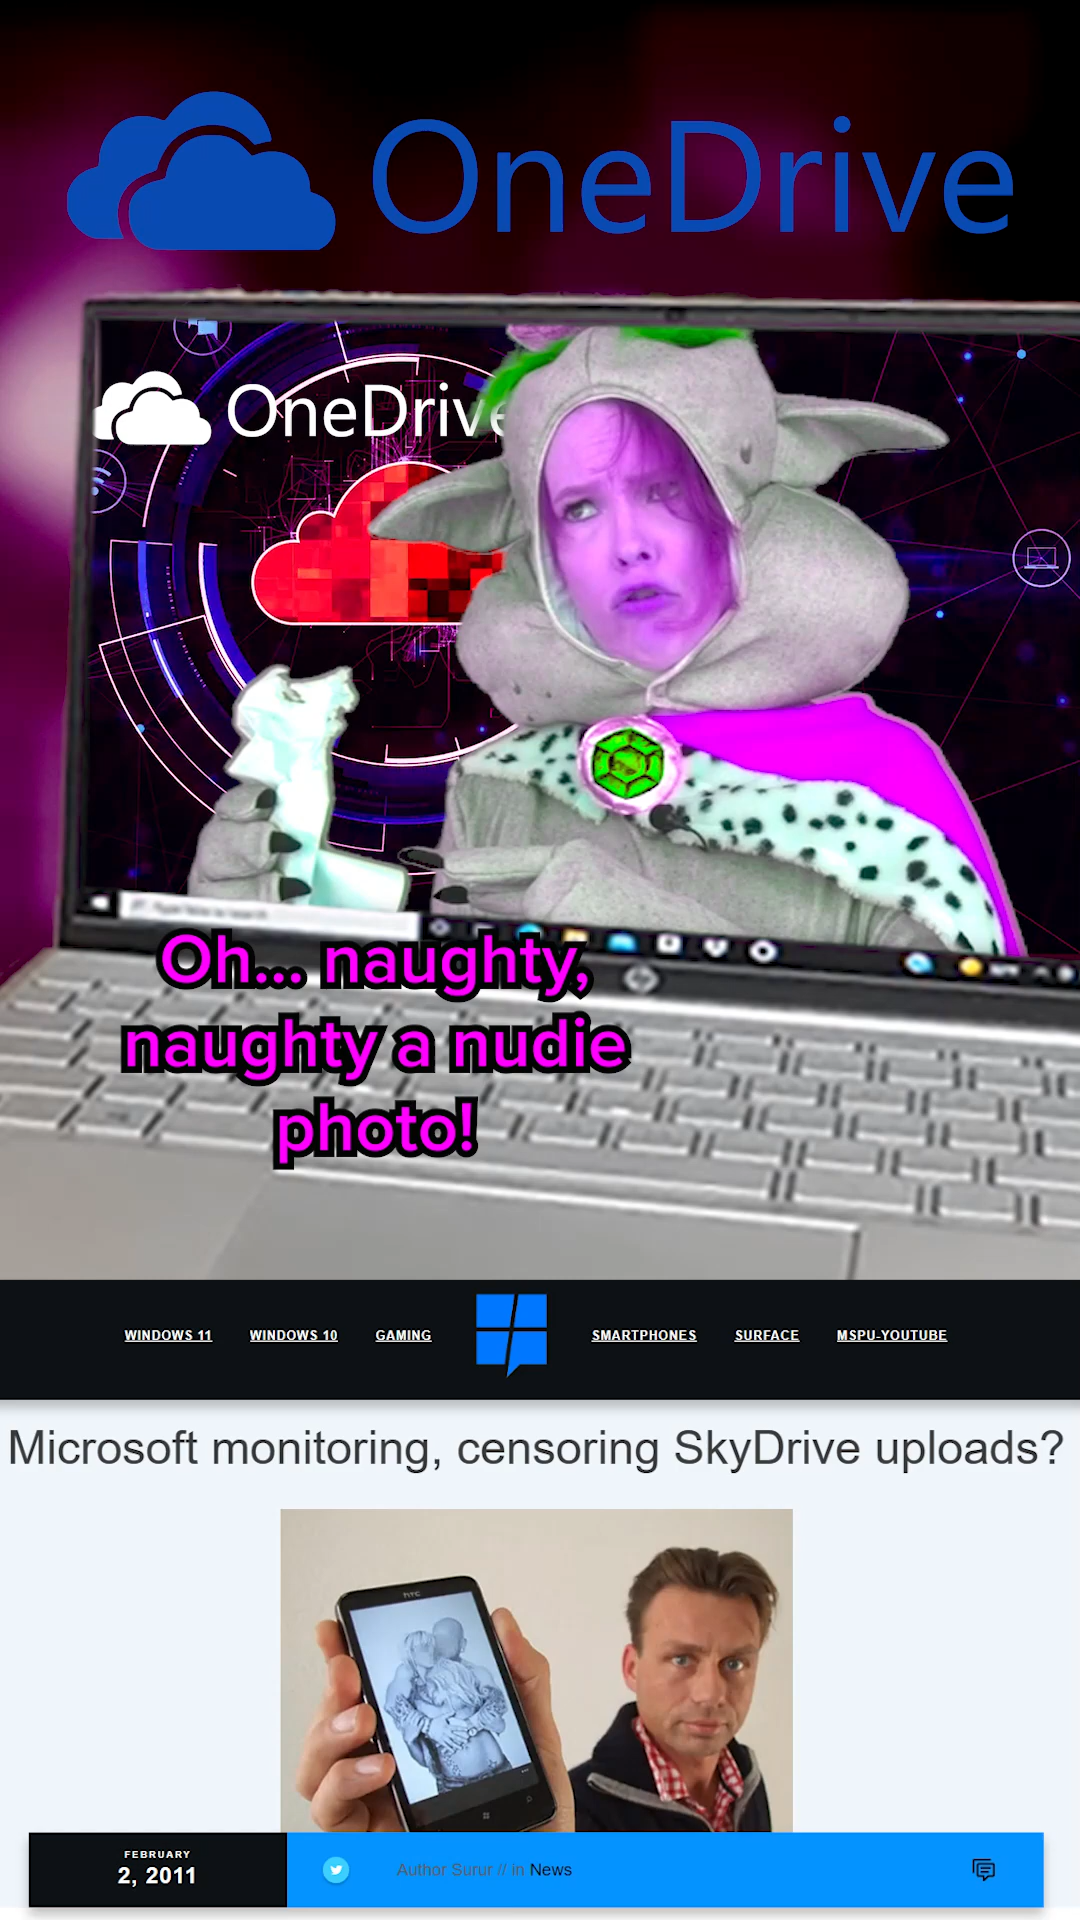 OneDrive
OneDrive
Oh... naughty,
naughty a nudie
photo!
WINDOWS 11 WINDOWS 10 GAMING SMARTPHONES SURFACE MSPU-YOUTUBE
Microsoft monitoring, censoring SkyDrive uploads?
hTC
FEBRUARY
2, 2011
Author Surur // in News